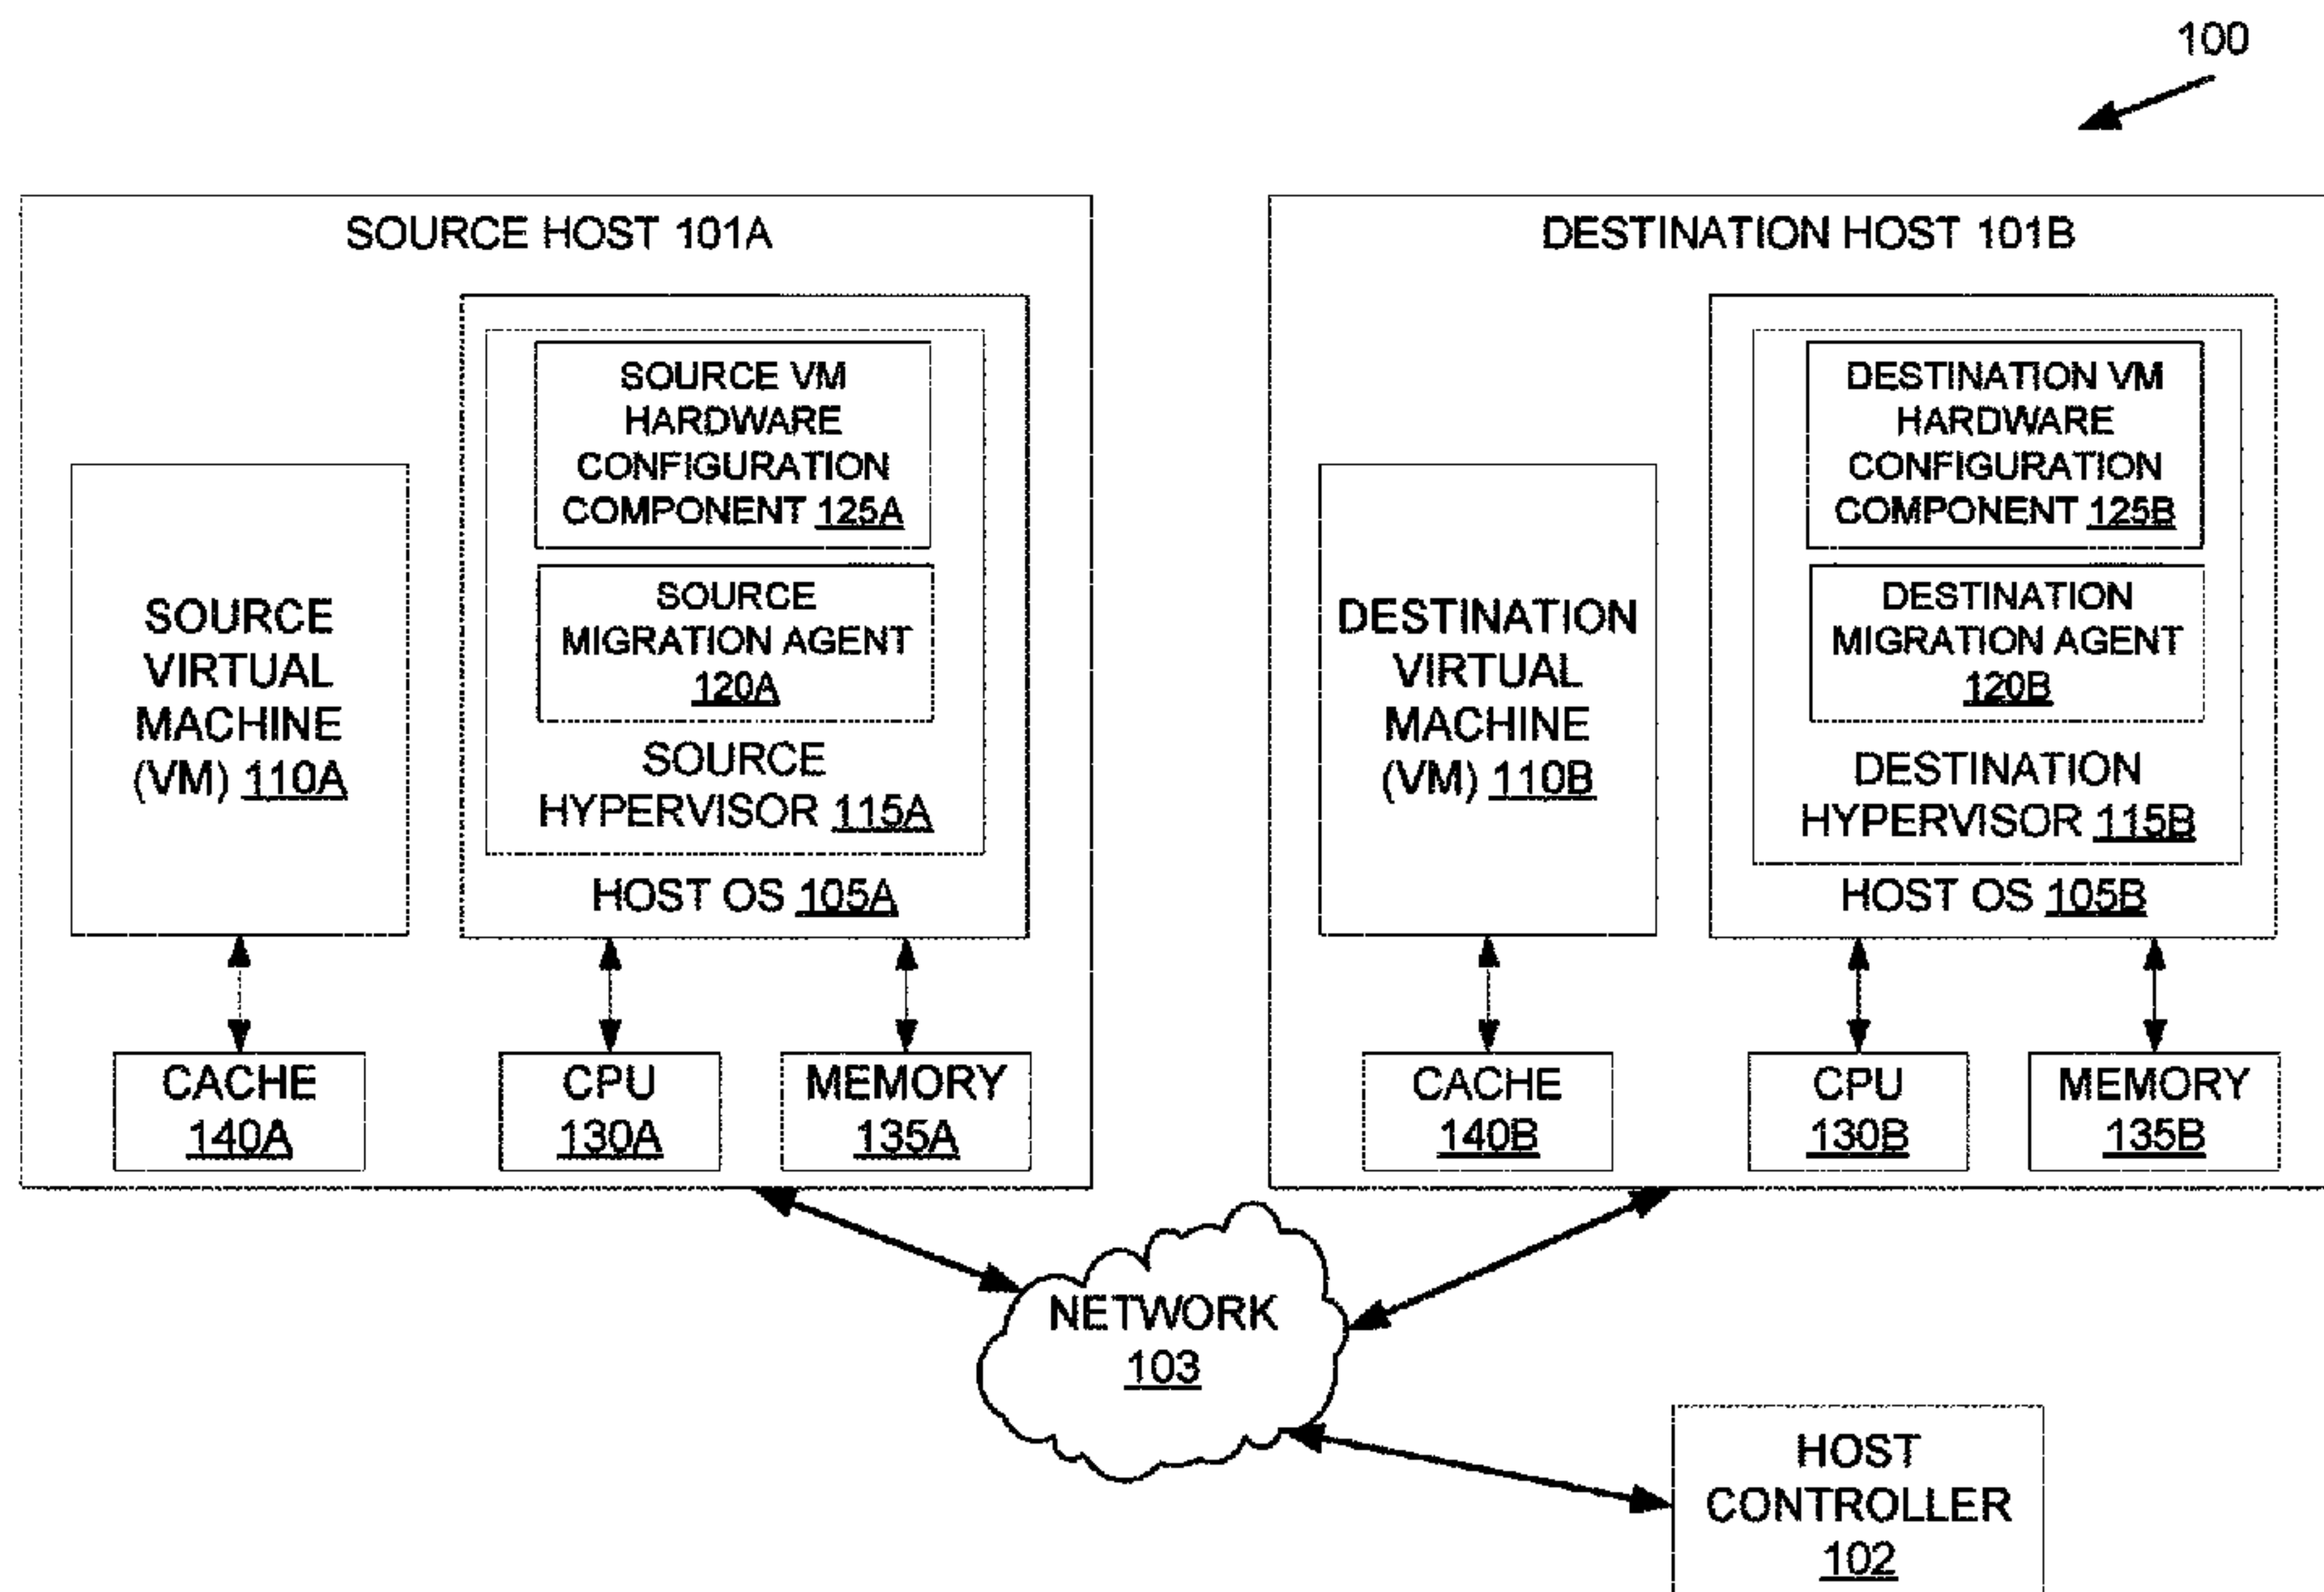 100
SOURCE HOST 101A
SOURCE VM
HARDWARE
CONFIGURATION
COMPONENT 125A
SOURCE
MIGRATION AGENT
120A
SOURCE
HYPERVISOR 115A
HOST OS 105A
SOURCE
VIRTUAL
MACHINE
(VM) 110A
CACHE
140A
CPU
130A
MEMORY
135A
DESTINATION HOST 101B
DESTINATION VM
HARDWARE
CONFIGURATION
COMPONENT 125B
DESTINATION
MIGRATION AGENT
120B
DESTINATION
HYPERVISOR 115B
HOST OS 105B
DESTINATION
VIRTUAL
MACHINE
(VM) 110B
CACHE
140B
CPU
130B
MEMORY
135B
NETWORK
103
HOST
CONTROLLER
102